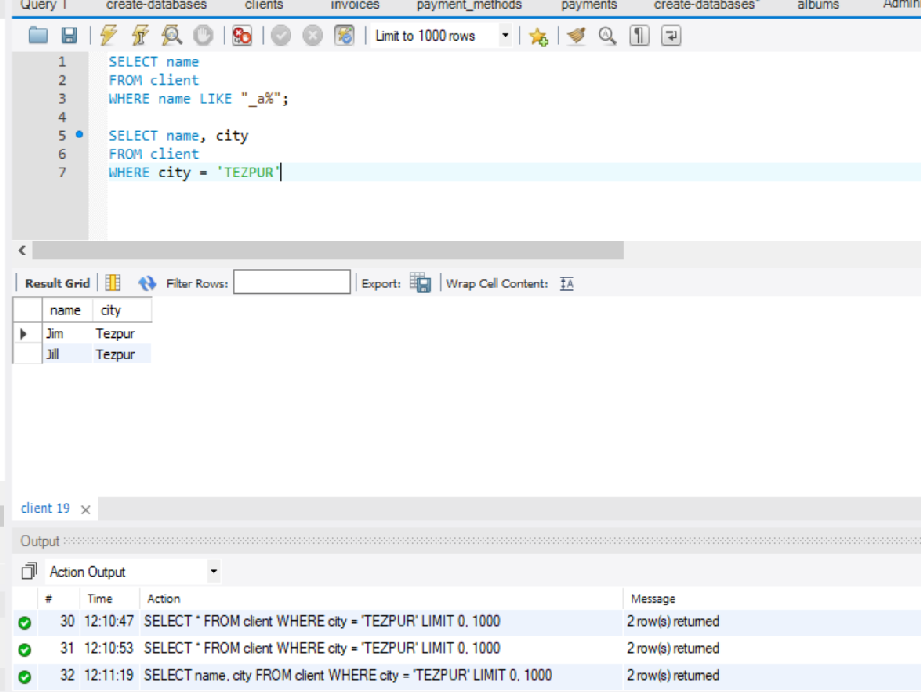 Query 1 create-databases clients invoices payment_methods payments create-databases* albums Admini
Limit to 1000 rows
1 SELECT name
2 FROM client
3 WHERE name LIKE "_a%";
4
5 SELECT name, city
6 FROM client
7 WHERE city = 'TEZPUR'
Result Grid Filter Rows: Export: Wrap Cell Content:
name city
Jim Tezpur
Jill Tezpur
client 19
Output
Action Output
# Time Action Message
30 12:10:47 SELECT * FROM client WHERE city = 'TEZPUR' LIMIT 0, 1000 2 row(s) returned
31 12:10:53 SELECT * FROM client WHERE city = 'TEZPUR' LIMIT 0, 1000 2 row(s) returned
32 12:11:19 SELECT name, city FROM client WHERE city = 'TEZPUR' LIMIT 0, 1000 2 row(s) returned